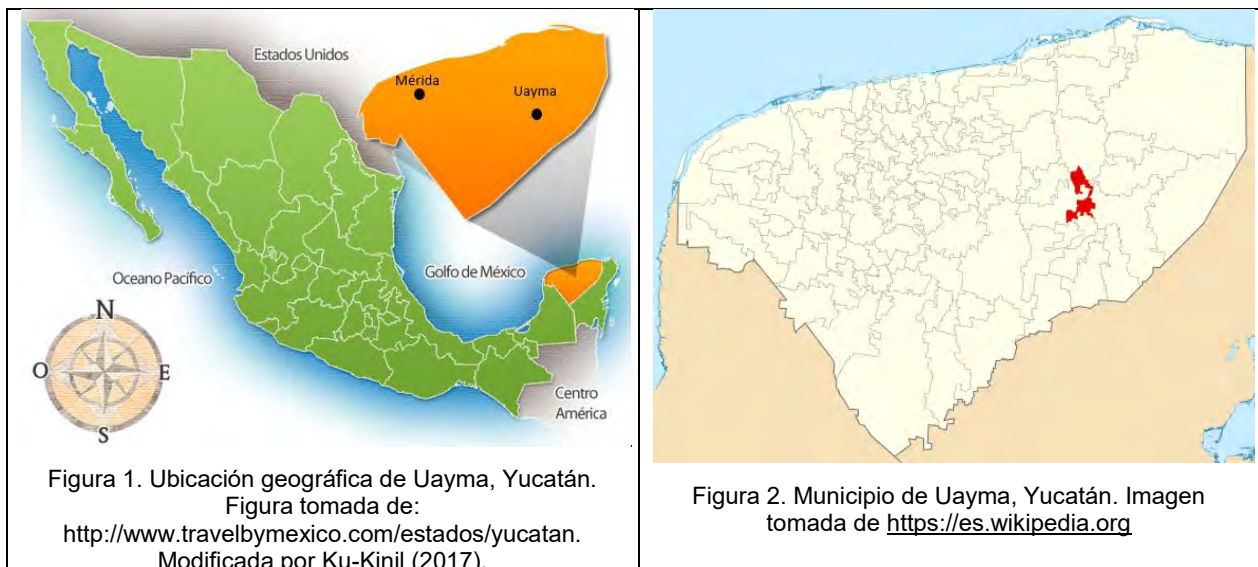 Estados Unidos
Mérida
Uayma
Oceano Pacífico
Golfo de México
N
O
E
S
Centro
América
Figura 1. Ubicación geográfica de Uayma, Yucatán.
Figura tomada de:
http://www.travelbymexico.com/estados/yucatan.
Modificada por Ku-Kinil (2017).
Figura 2. Municipio de Uayma, Yucatán. Imagen
tomada de https://es.wikipedia.org